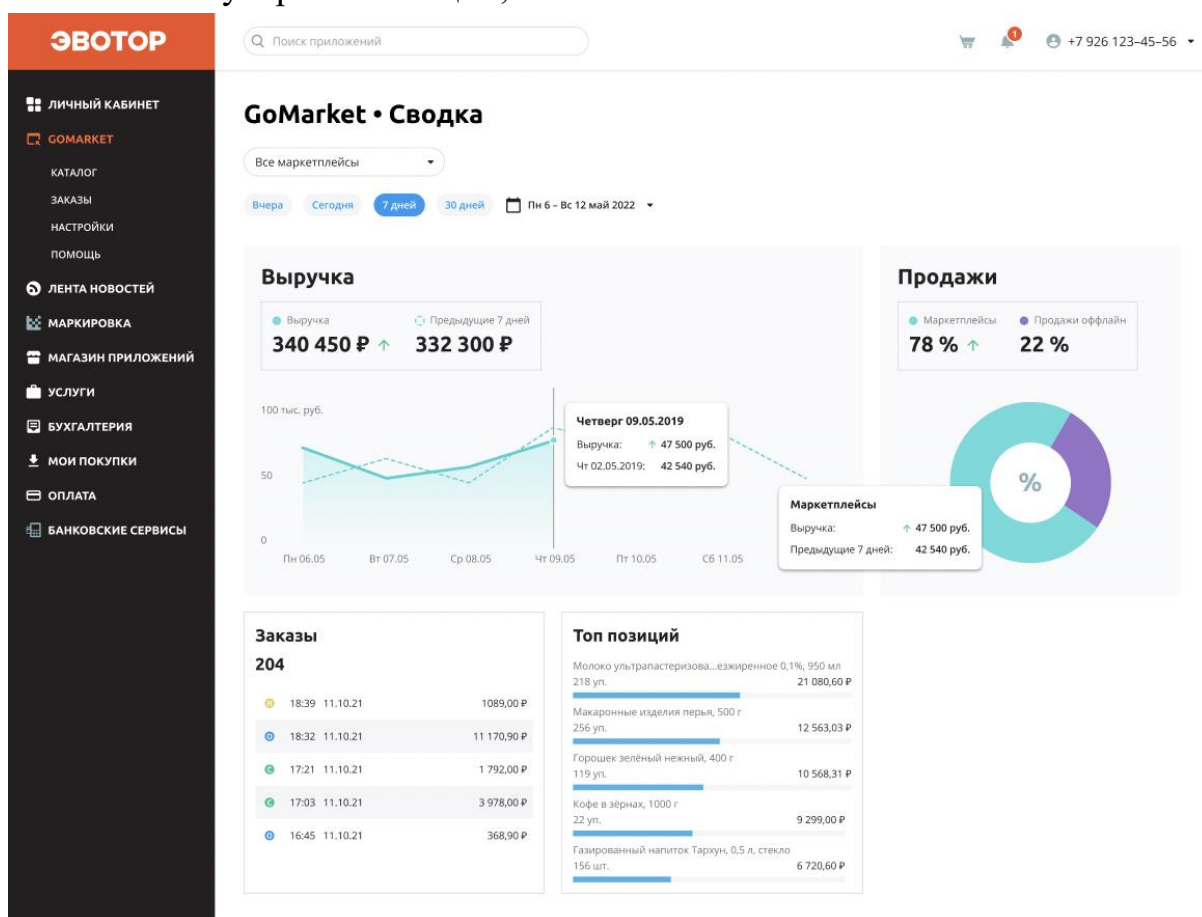 ЭВОТОР
Поиск приложений
1
+7 926 123-45-56
ЛИЧНЫЙ КАБИНЕТ
GOMARKET
КАТАЛОГ
ЗАКАЗЫ
НАСТРОЙКИ
ПОМОЩЬ
ЛЕНТА НОВОСТЕЙ
МАРКИРОВКА
МАГАЗИН ПРИЛОЖЕНИЙ
УСЛУГИ
БУХГАЛТЕРИЯ
МОИ ПОКУПКИ
ОПЛАТА
БАНКОВСКИЕ СЕРВИСЫ
GoMarket • Сводка
Все маркетплейсы
Вчера Сегодня 7 дней 30 дней Пн 6 – Вс 12 май 2022
Выручка
Выручка Предыдущие 7 дней
340 450 ₽ ↑ 332 300 ₽
100 тыс. руб.
50
0
Пн 06.05 Вт 07.05 Ср 08.05 Чт 09.05 Пт 10.05 Сб 11.05
Четверг 09.05.2019
Выручка: ↑ 47 500 руб.
Чт 02.05.2019: 42 540 руб.
Продажи
Маркетплейсы Продажи оффлайн
78 % ↑ 22 %
%
Маркетплейсы
Выручка: ↑ 47 500 руб.
Предыдущие 7 дней: 42 540 руб.
Заказы
204
18:39 11.10.21 1089,00 ₽
18:32 11.10.21 11 170,90 ₽
17:21 11.10.21 1 792,00 ₽
17:03 11.10.21 3 978,00 ₽
16:45 11.10.21 368,90 ₽
Топ позиций
Молоко ультрапастеризова...езжиренное 0,1%, 950 мл
218 уп. 21 080,60 ₽
Макаронные изделия перья, 500 г
256 уп. 12 563,03 ₽
Горошек зелёный нежный, 400 г
119 уп. 10 568,31 ₽
Кофе в зёрнах, 1000 г
22 уп. 9 299,00 ₽
Газированный напиток Тархун, 0,5 л, стекло
156 шт. 6 720,60 ₽